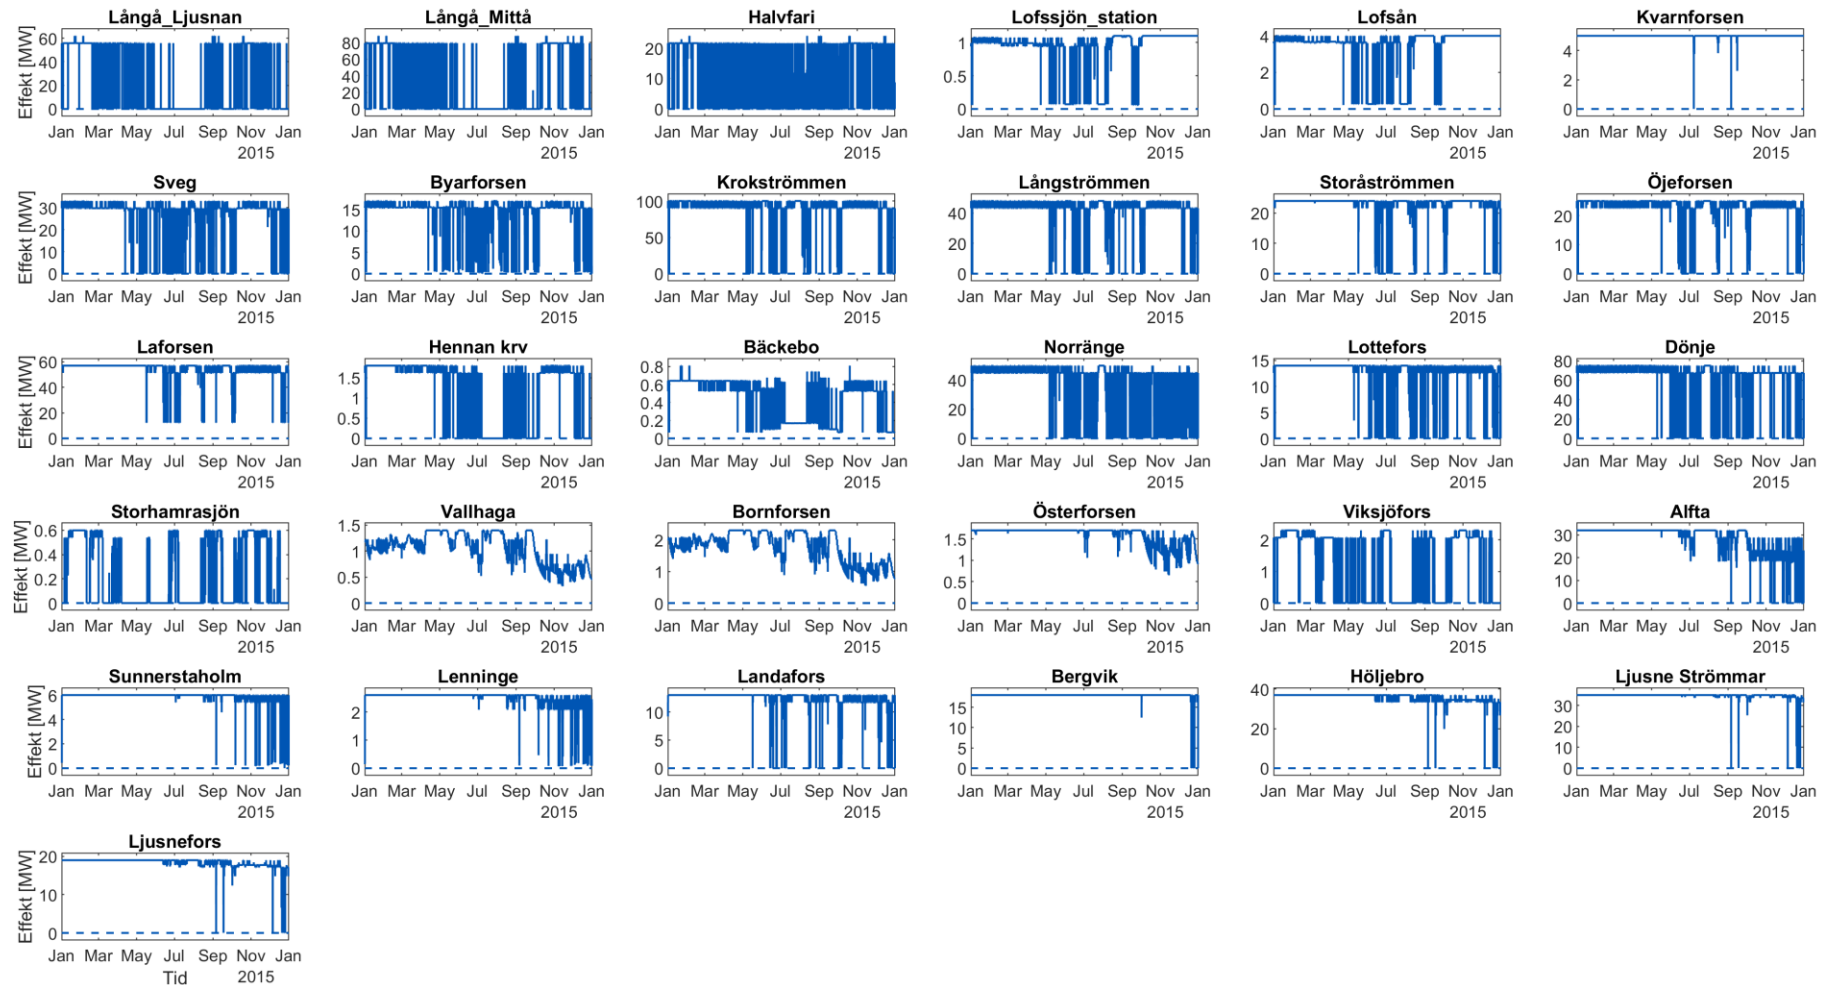 Långå_Ljusnan Långå_Mittå Halvfari Lofssjön_station Lofsån Kvarnforsen
Effekt [MW]
60 40 20 0
80 60 40 20 0
20 10 0
1 0.5 0
4 2 0
4 2 0
Jan Mar May Jul Sep Nov Jan Jan Mar May Jul Sep Nov Jan Jan Mar May Jul Sep Nov Jan Jan Mar May Jul Sep Nov Jan Jan Mar May Jul Sep Nov Jan Jan Mar May Jul Sep Nov Jan
2015 2015 2015 2015 2015 2015
Sveg Byarforsen Krokströmmen Långströmmen Storåströmmen Öjeforsen
Effekt [MW]
30 20 10 0
15 10 5 0
100 50 0
40 20 0
20 10 0
20 10 0
Jan Mar May Jul Sep Nov Jan Jan Mar May Jul Sep Nov Jan Jan Mar May Jul Sep Nov Jan Jan Mar May Jul Sep Nov Jan Jan Mar May Jul Sep Nov Jan Jan Mar May Jul Sep Nov Jan
2015 2015 2015 2015 2015 2015
Laforsen Hennan krv Bäckebo Norränge Lottefors Dönje
Effekt [MW]
60 40 20 0
1.5 1 0.5 0
0.8 0.6 0.4 0.2 0
40 20 0
15 10 5 0
80 60 40 20 0
Jan Mar May Jul Sep Nov Jan Jan Mar May Jul Sep Nov Jan Jan Mar May Jul Sep Nov Jan Jan Mar May Jul Sep Nov Jan Jan Mar May Jul Sep Nov Jan Jan Mar May Jul Sep Nov Jan
2015 2015 2015 2015 2015 2015
Storhamrasjön Vallhaga Bornforsen Österforsen Viksjöfors Alfta
Effekt [MW]
0.6 0.4 0.2 0
1.5 1 0.5 0
2 1 0
1.5 1 0.5 0
2 1 0
30 20 10 0
Jan Mar May Jul Sep Nov Jan Jan Mar May Jul Sep Nov Jan Jan Mar May Jul Sep Nov Jan Jan Mar May Jul Sep Nov Jan Jan Mar May Jul Sep Nov Jan Jan Mar May Jul Sep Nov Jan
2015 2015 2015 2015 2015 2015
Sunnerstaholm Lenninge Landafors Bergvik Höljebro Ljusne Strömmar
Effekt [MW]
6 4 2 0
2 1 0
10 5 0
15 10 5 0
40 20 0
30 20 10 0
Jan Mar May Jul Sep Nov Jan Jan Mar May Jul Sep Nov Jan Jan Mar May Jul Sep Nov Jan Jan Mar May Jul Sep Nov Jan Jan Mar May Jul Sep Nov Jan Jan Mar May Jul Sep Nov Jan
2015 2015 2015 2015 2015 2015
Ljusnefors
Effekt [MW]
20 10 0
Jan Mar May Jul Sep Nov Jan
Tid 2015